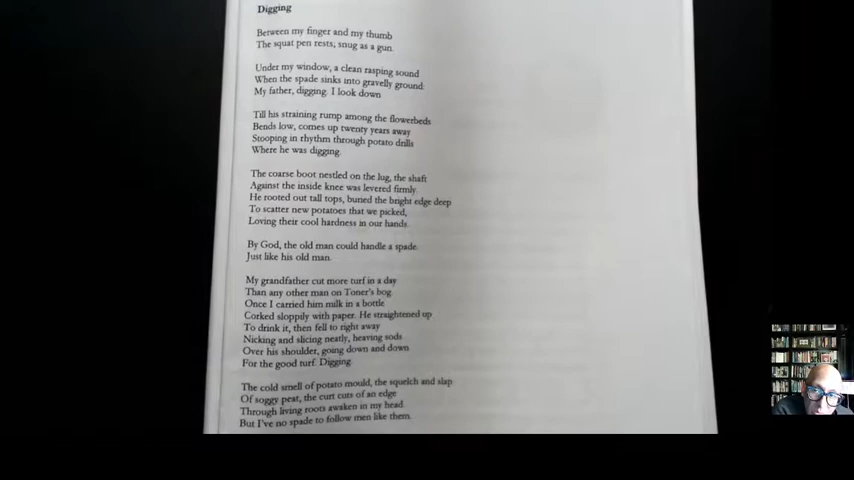 Digging
Between my finger and my thumb
The squat pen rests; snug as a gun.
Under my window, a clean rasping sound
When the spade sinks into gravelly ground:
My father, digging. I look down
Till his straining rump among the flowerbeds
Bends low, comes up twenty years away
Stooping in rhythm through potato drills
Where he was digging.
The coarse boot nestled on the lug, the shaft
Against the inside knee was levered firmly.
He rooted out tall tops, buried the bright edge deep
To scatter new potatoes that we picked,
Loving their cool hardness in our hands.
By God, the old man could handle a spade.
Just like his old man.
My grandfather cut more turf in a day
Than any other man on Toner's bog.
Once I carried him milk in a bottle
Corked sloppily with paper. He straightened up
To drink it, then fell to right away
Nicking and slicing neatly, heaving sods
Over his shoulder, going down and down
For the good turf. Digging.
The cold smell of potato mould, the squelch and slap
Of soggy peat, the curt cuts of an edge
Through living roots awaken in my head.
But I've no spade to follow men like them.